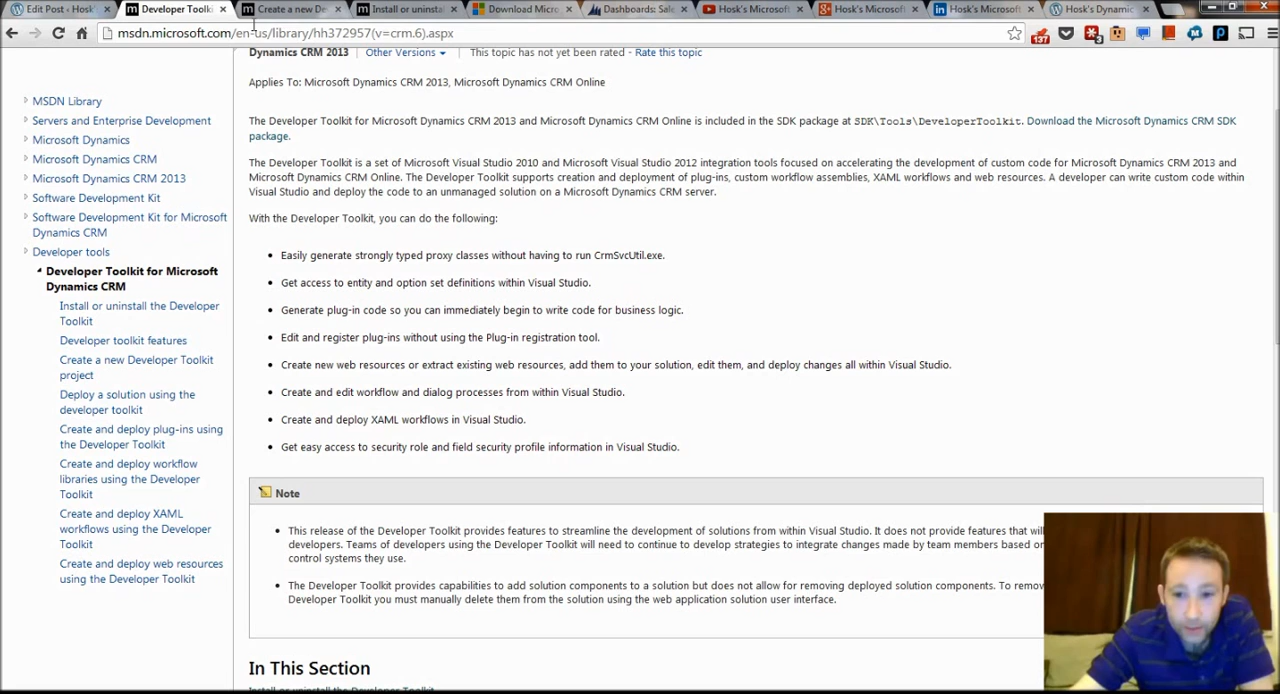 Edit Post ‹ Hosk'
Developer Toolki
Create a new De
Install or uninstal
Download Micro
Dashboards: Sale
Hosk's Microsoft
Hosk's Microsoft
Hosk's Microsoft
Hosk's Dynamic
msdn.microsoft.com/en-us/library/hh372957(v=crm.6).aspx
137
3
Dynamics CRM 2013
Other Versions
This topic has not yet been rated - Rate this topic
Applies To: Microsoft Dynamics CRM 2013, Microsoft Dynamics CRM Online
MSDN Library
Servers and Enterprise Development
Microsoft Dynamics
Microsoft Dynamics CRM
Microsoft Dynamics CRM 2013
Software Development Kit
Software Development Kit for Microsoft
Dynamics CRM
Developer tools
Developer Toolkit for Microsoft
Dynamics CRM
Install or uninstall the Developer
Toolkit
Developer toolkit features
Create a new Developer Toolkit
project
Deploy a solution using the
developer toolkit
Create and deploy plug-ins using
the Developer Toolkit
Create and deploy workflow
libraries using the Developer
Toolkit
Create and deploy XAML
workflows using the Developer
Toolkit
Create and deploy web resources
using the Developer Toolkit
The Developer Toolkit for Microsoft Dynamics CRM 2013 and Microsoft Dynamics CRM Online is included in the SDK package at SDK\Tools\DeveloperToolkit. Download the Microsoft Dynamics CRM SDK
package.
The Developer Toolkit is a set of Microsoft Visual Studio 2010 and Microsoft Visual Studio 2012 integration tools focused on accelerating the development of custom code for Microsoft Dynamics CRM 2013 and
Microsoft Dynamics CRM Online. The Developer Toolkit supports creation and deployment of plug-ins, custom workflow assemblies, XAML workflows and web resources. A developer can write custom code within
Visual Studio and deploy the code to an unmanaged solution on a Microsoft Dynamics CRM server.
With the Developer Toolkit, you can do the following:
• Easily generate strongly typed proxy classes without having to run CrmSvcUtil.exe.
• Get access to entity and option set definitions within Visual Studio.
• Generate plug-in code so you can immediately begin to write code for business logic.
• Edit and register plug-ins without using the Plug-in registration tool.
• Create new web resources or extract existing web resources, add them to your solution, edit them, and deploy changes all within Visual Studio.
• Create and edit workflow and dialog processes from within Visual Studio.
• Create and deploy XAML workflows in Visual Studio.
• Get easy access to security role and field security profile information in Visual Studio.
Note
• This release of the Developer Toolkit provides features to streamline the development of solutions from within Visual Studio. It does not provide features that will
developers. Teams of developers using the Developer Toolkit will need to continue to develop strategies to integrate changes made by team members based on
control systems they use.
• The Developer Toolkit provides capabilities to add solution components to a solution but does not allow for removing deployed solution components. To remov
Developer Toolkit you must manually delete them from the solution using the web application solution user interface.
In This Section
Install or uninstall the Developer Toolkit